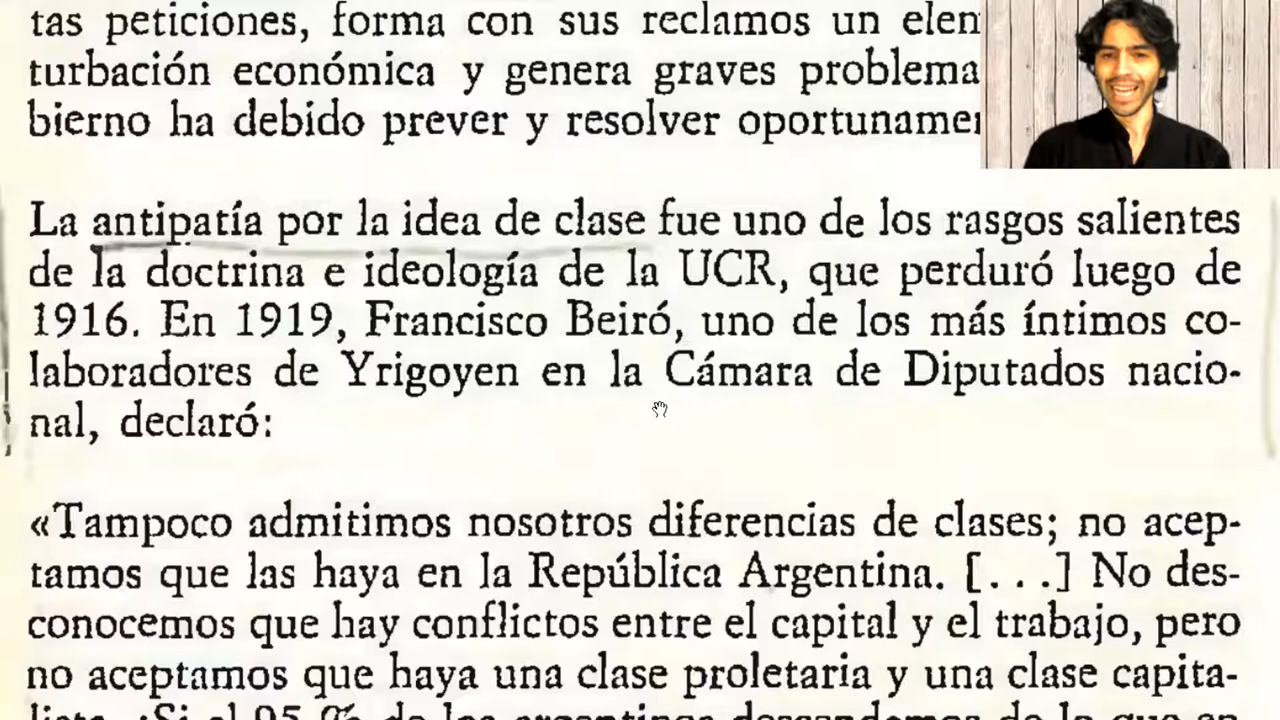 tas peticiones, forma con sus reclamos un
turbación económica y genera graves
bierno ha debido prever y resolver
La antipatía por la idea de clase fue uno de los rasgos salientes
de la doctrina e ideología de la UCR, que perduró luego de
1916. En 1919, Francisco Beiró, uno de los más íntimos co-
laboradores de Yrigoyen en la Cámara de Diputados nacio-
nal, declaró:
«Tampoco admitimos nosotros diferencias de clases; no acep-
tamos que las haya en la República Argentina. [...] No des-
conocemos que hay conflictos entre el capital y el trabajo, pero
no aceptamos que haya una clase proletaria y una clase capita-